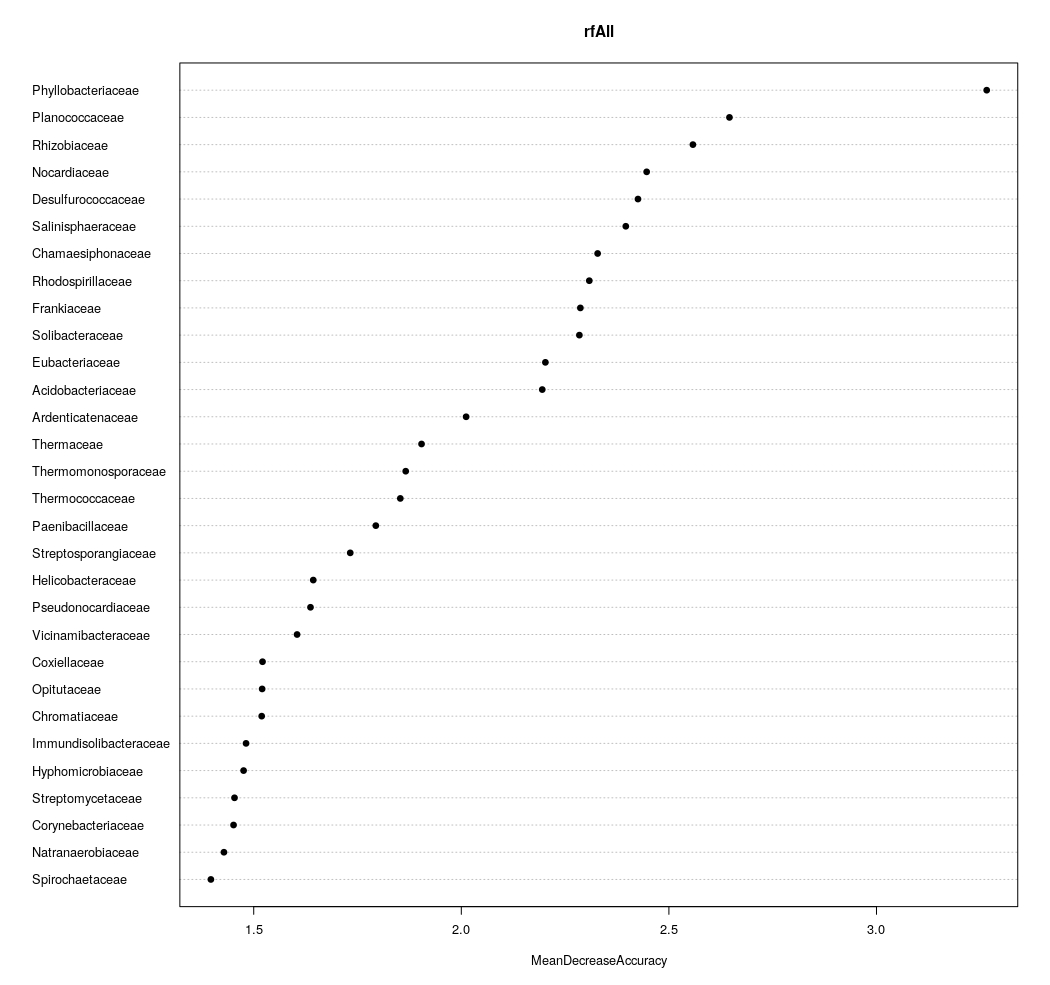 rfAll
Phyllobacteriaceae
Planococcaceae
Rhizobiaceae
Nocardiaceae
Desulfurococcaceae
Salinisphaeraceae
Chamaesiphonaceae
Rhodospirillaceae
Frankiaceae
Solibacteraceae
Eubacteriaceae
Acidobacteriaceae
Ardenticatenaceae
Thermaceae
Thermomonosporaceae
Thermococcaceae
Paenibacillaceae
Streptosporangiaceae
Helicobacteraceae
Pseudonocardiaceae
Vicinamibacteraceae
Coxiellaceae
Opitutaceae
Chromatiaceae
Immundisolibacteraceae
Hyphomicrobiaceae
Streptomycetaceae
Corynebacteriaceae
Natranaerobiaceae
Spirochaetaceae
1.5 2.0 2.5 3.0
MeanDecreaseAccuracy